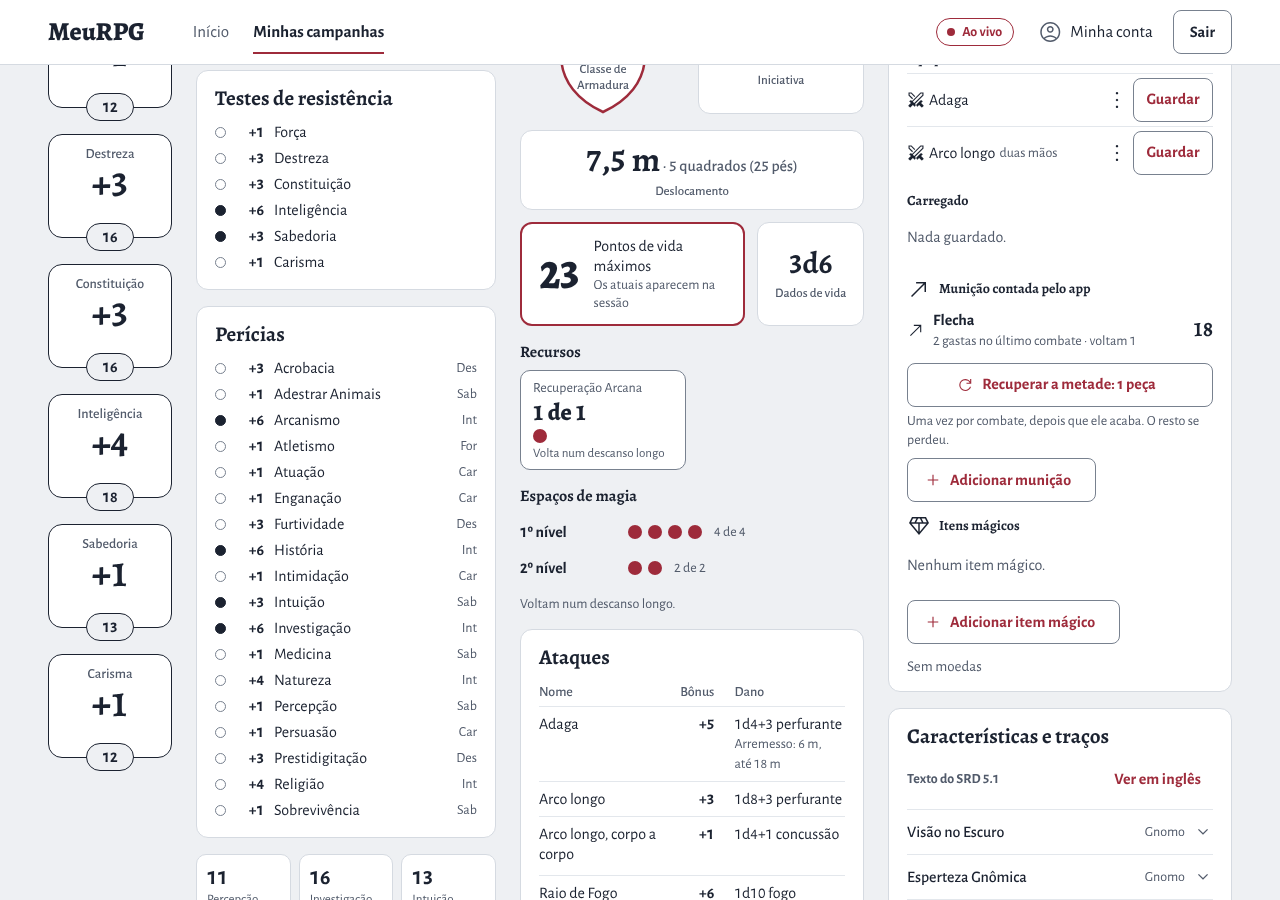 MeuRPG
Início
Minhas campanhas
Ao vivo
Minha conta
Sair
12
Destreza
+3
16
Constituição
+3
16
Inteligência
+4
18
Sabedoria
+1
13
Carisma
+1
12
Testes de resistência
+1 Força
+3 Destreza
+3 Constituição
+6 Inteligência
+3 Sabedoria
+1 Carisma
Perícias
+3 Acrobacia Des
+1 Adestrar Animais Sab
+6 Arcanismo Int
+1 Atletismo For
+1 Atuação Car
+1 Enganação Car
+3 Furtividade Des
+6 História Int
+1 Intimidação Car
+3 Intuição Sab
+6 Investigação Int
+1 Medicina Sab
+4 Natureza Int
+1 Percepção Sab
+1 Persuasão Car
+3 Prestidigitação Des
+4 Religião Int
+1 Sobrevivência Sab
11
Percepção
16
Investigação
13
Intuição
Classe de
Armadura
Iniciativa
7,5 m · 5 quadrados (25 pés)
Deslocamento
23
Pontos de vida
máximos
Os atuais aparecem na
sessão
3d6
Dados de vida
Recursos
Recuperação Arcana
1 de 1
Volta num descanso longo
Espaços de magia
1º nível 4 de 4
2º nível 2 de 2
Voltam num descanso longo.
Ataques
Nome Bônus Dano
Adaga +5 1d4+3 perfurante
Arremesso: 6 m,
até 18 m
Arco longo +3 1d8+3 perfurante
Arco longo, corpo a +1 1d4+1 concussão
corpo
Raio de Fogo +6 1d10 fogo
Adaga Guardar
Arco longo duas mãos Guardar
Carregado
Nada guardado.
Munição contada pelo app
Flecha
2 gastas no último combate · voltam 1
18
Recuperar a metade: 1 peça
Uma vez por combate, depois que ele acaba. O resto se
perdeu.
Adicionar munição
Itens mágicos
Nenhum item mágico.
Adicionar item mágico
Sem moedas
Características e traços
Texto do SRD 5.1 Ver em inglês
Visão no Escuro Gnomo
Esperteza Gnômica Gnomo